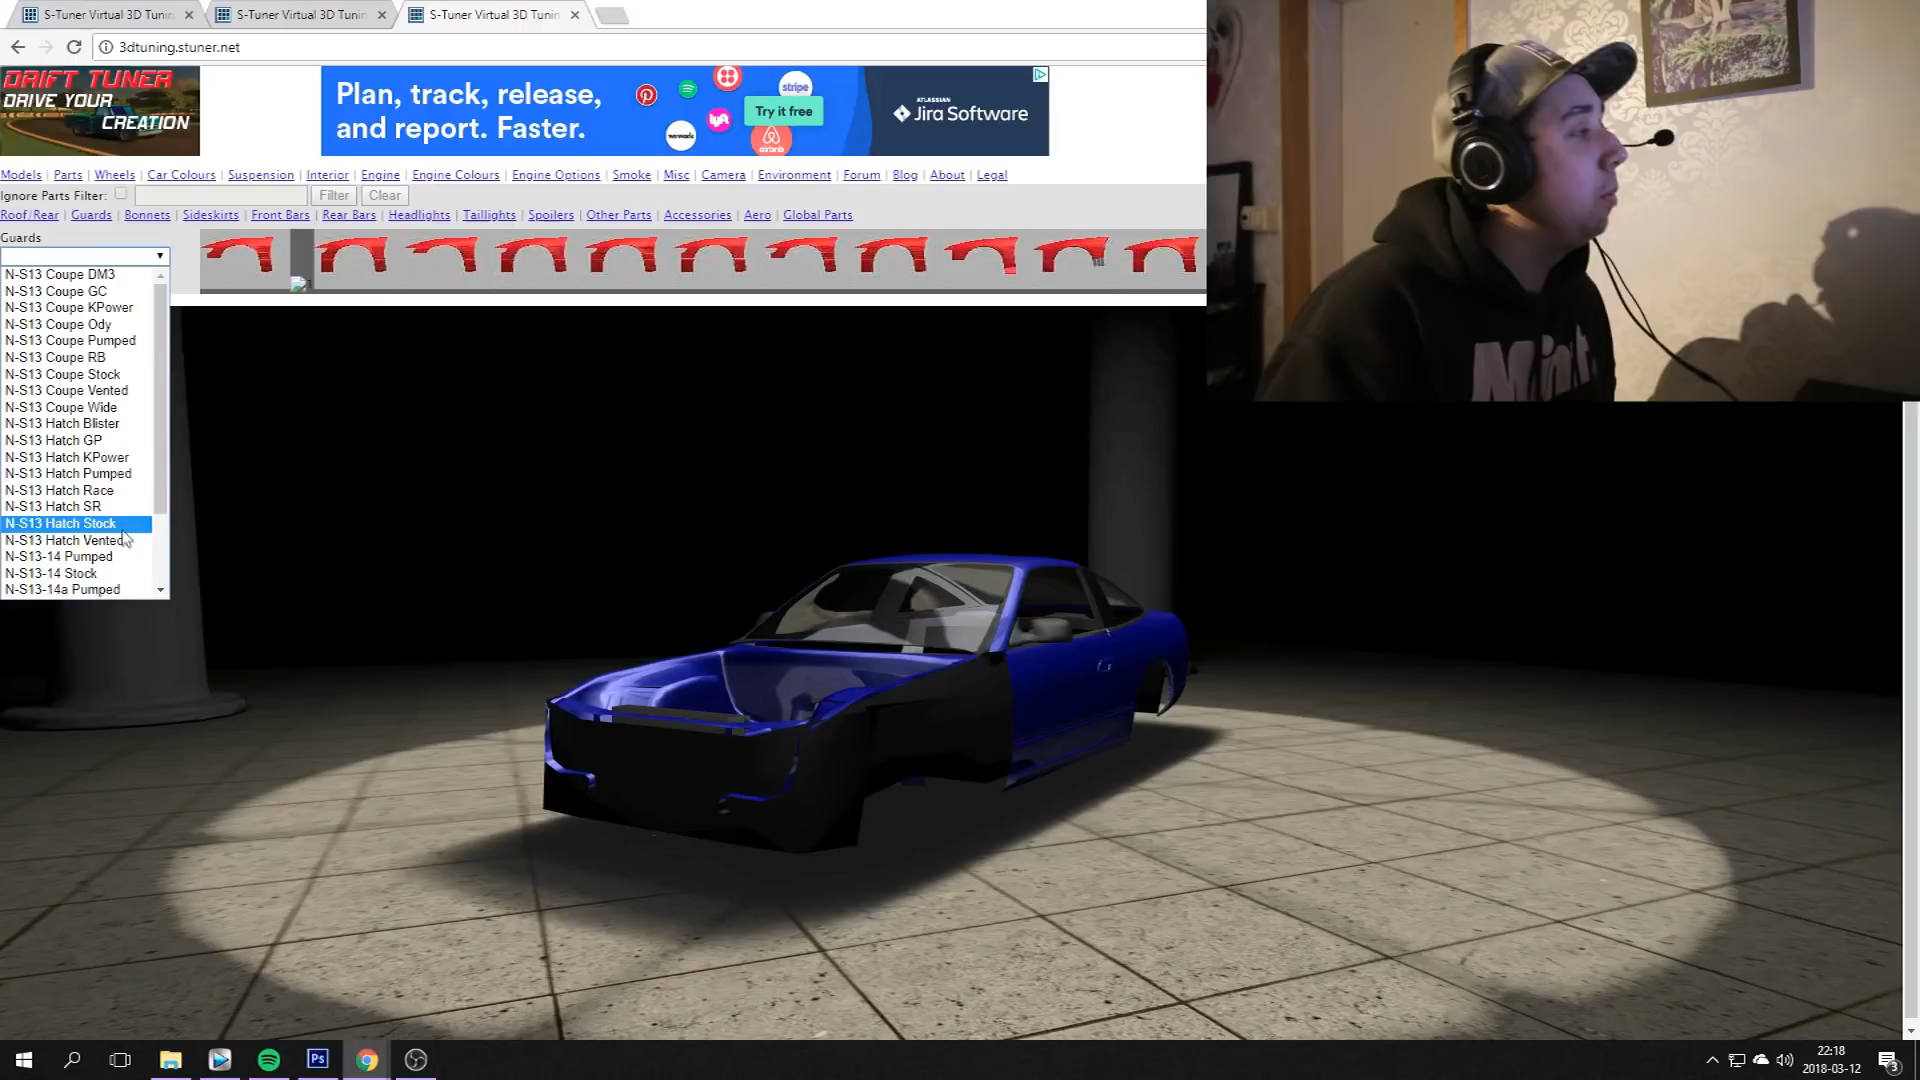 S-Tuner Virtual 3D Tunin
S-Tuner Virtual 3D Tunin
S-Tuner Virtual 3D Tunin
3dtuning.stuner.net
DRIFT TUNER
DRIVE YOUR
CREATION
Plan, track, release,
and report. Faster.
stripe
Try it free
wework
lyft
airbnb
ATLASSIAN
Jira Software
Models | Parts | Wheels | Car Colours | Suspension | Interior | Engine | Engine Colours | Engine Options | Smoke | Misc | Camera | Environment | Forum | Blog | About | Legal
Ignore Parts Filter: Filter Clear
Roof/Rear | Guards | Bonnets | Sideskirts | Front Bars | Rear Bars | Headlights | Taillights | Spoilers | Other Parts | Accessories | Aero | Global Parts
Guards
N-S13 Coupe DM3
N-S13 Coupe GC
N-S13 Coupe KPower
N-S13 Coupe Ody
N-S13 Coupe Pumped
N-S13 Coupe RB
N-S13 Coupe Stock
N-S13 Coupe Vented
N-S13 Coupe Wide
N-S13 Hatch Blister
N-S13 Hatch GP
N-S13 Hatch KPower
N-S13 Hatch Pumped
N-S13 Hatch Race
N-S13 Hatch SR
N-S13 Hatch Stock
N-S13 Hatch Vented
N-S13-14 Pumped
N-S13-14 Stock
N-S13-14a Pumped
Ps
22:18
2018-03-12
3